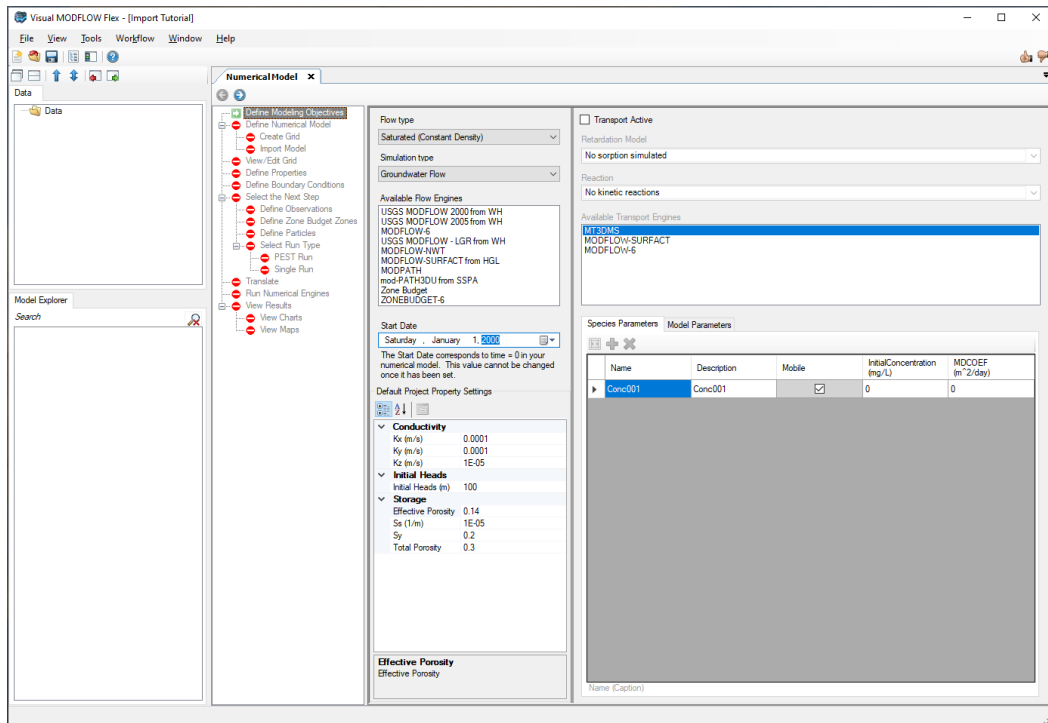 Visual MODFLOW Flex - [Import Tutorial]
File View Tools Workflow Window Help
Data
Data
Model Explorer
Search
Numerical Model
Define Modeling Objectives
Define Numerical Model
Create Grid
Import Model
View/Edit Grid
Define Properties
Define Boundary Conditions
Select the Next Step
Define Observations
Define Zone Budget Zones
Define Particles
Select Run Type
PEST Run
Single Run
Translate
Run Numerical Engines
View Results
View Charts
View Maps
Flow type
Saturated (Constant Density)
Simulation type
Groundwater Flow
Available Flow Engines
USGS MODFLOW 2000 from WH
USGS MODFLOW 2005 from WH
MODFLOW-6
USGS MODFLOW - LGR from WH
MODFLOW-NWT
MODFLOW-SURFACT from HGL
MODPATH
mod-PATH3DU from SSPA
Zone Budget
ZONEBUDGET-6
Start Date
Saturday , January 1, 2000
The Start Date corresponds to time = 0 in your
numerical model. This value cannot be changed
once it has been set.
Default Project Property Settings
Conductivity
Kx (m/s) 0.0001
Ky (m/s) 0.0001
Kz (m/s) 1E-05
Initial Heads
Initial Heads (m) 100
Storage
Effective Porosity 0.14
Ss (1/m) 1E-05
Sy 0.2
Total Porosity 0.3
Effective Porosity
Effective Porosity
Transport Active
Retardation Model
No sorption simulated
Reaction
No kinetic reactions
Available Transport Engines
MT3DMS
MODFLOW-SURFACT
MODFLOW-6
Species Parameters Model Parameters
Name Description Mobile InitialConcentration (mg/L) MDCOEF (m^2/day)
Conc001 Conc001 0 0
Name (Caption)